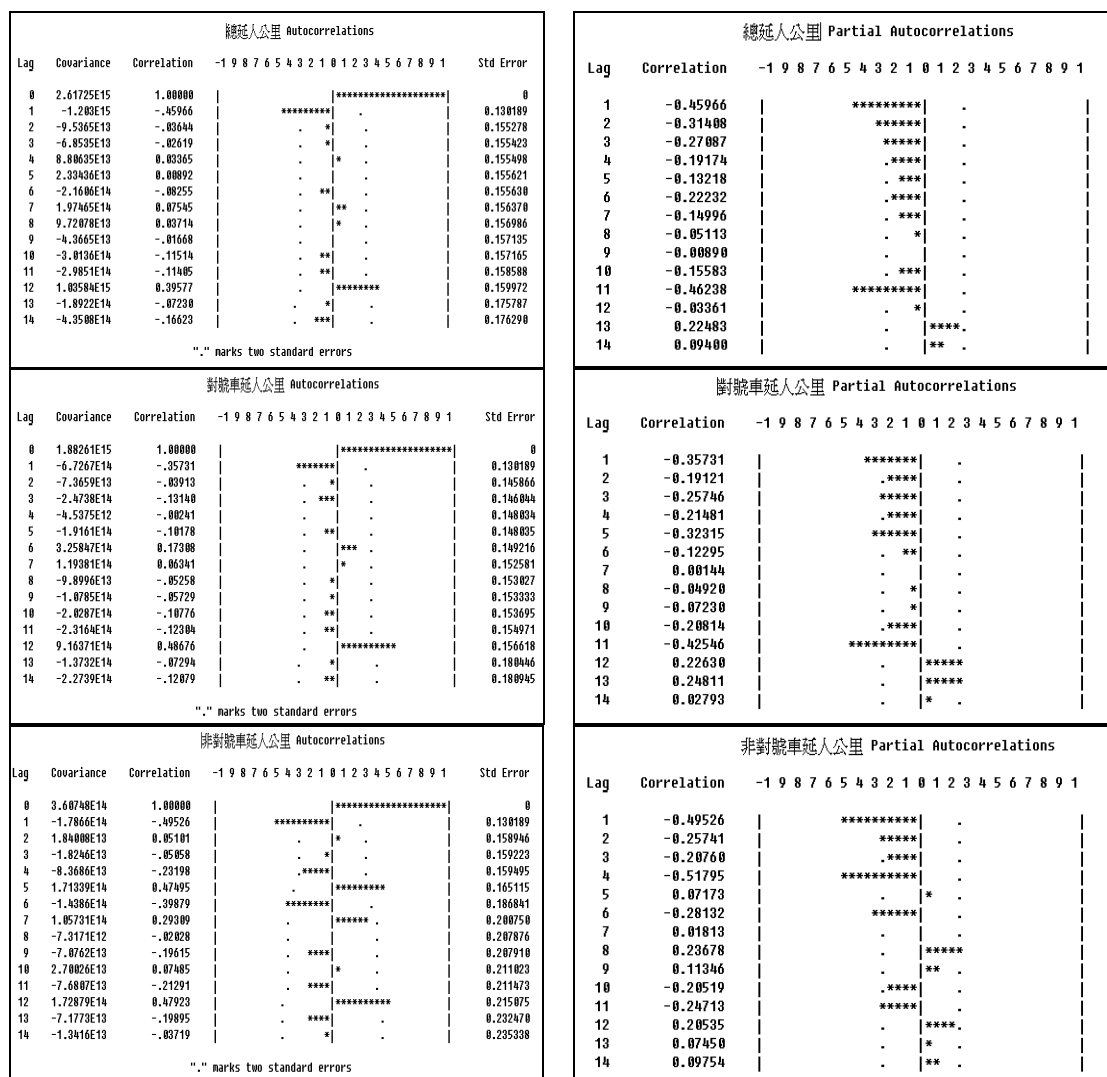 總延人公里 Autocorrelations
Lag Covariance Correlation -1 9 8 7 6 5 4 3 2 1 0 1 2 3 4 5 6 7 8 9 1 Std Error
0 2.61725E15 1.00000 | |********************| 0
1 -1.203E15 -.45966 | *********| . | 0.130189
2 -9.5365E13 -.03644 | . *| . | 0.155278
3 -6.8535E13 -.02619 | . *| . | 0.155423
4 8.80635E13 0.03365 | . |* . | 0.155498
5 2.33436E13 0.00892 | . | . | 0.155621
6 -2.1606E14 -.08255 | . **| . | 0.155630
7 1.97465E14 0.07545 | . |** . | 0.156370
8 9.72078E13 0.03714 | . |* . | 0.156986
9 -4.3665E13 -.01668 | . | . | 0.157135
10 -3.0136E14 -.11514 | . **| . | 0.157165
11 -2.9851E14 -.11405 | . **| . | 0.158588
12 1.03584E15 0.39577 | . |******** | 0.159972
13 -1.8922E14 -.07230 | . *| . | 0.175787
14 -4.3508E14 -.16623 | . ***| . | 0.176290
"." marks two standard errors
總延人公里 Partial Autocorrelations
Lag Correlation -1 9 8 7 6 5 4 3 2 1 0 1 2 3 4 5 6 7 8 9 1
1 -0.45966 | *********| . |
2 -0.31408 | ******| . |
3 -0.27087 | *****| . |
4 -0.19174 | .****| . |
5 -0.13218 | . ***| . |
6 -0.22232 | .****| . |
7 -0.14996 | . ***| . |
8 -0.05113 | . *| . |
9 -0.00890 | . | . |
10 -0.15583 | . ***| . |
11 -0.46238 | *********| . |
12 -0.03361 | . *| . |
13 0.22483 | . |****. |
14 0.09400 | . |** . |
對號車延人公里 Autocorrelations
Lag Covariance Correlation -1 9 8 7 6 5 4 3 2 1 0 1 2 3 4 5 6 7 8 9 1 Std Error
0 1.88261E15 1.00000 | |********************| 0
1 -6.7267E14 -.35731 | *******| . | 0.130189
2 -7.3659E13 -.03913 | . *| . | 0.145866
3 -2.4738E14 -.13140 | . ***| . | 0.146044
4 -4.5375E12 -.00241 | . | . | 0.148034
5 -1.9161E14 -.10178 | . **| . | 0.148035
6 3.25847E14 0.17308 | . |*** . | 0.149216
7 1.19381E14 0.06341 | . |* . | 0.152581
8 -9.8996E13 -.05258 | . *| . | 0.153027
9 -1.0785E14 -.05729 | . *| . | 0.153333
10 -2.0287E14 -.10776 | . **| . | 0.153695
11 -2.3164E14 -.12304 | . **| . | 0.154971
12 9.16371E14 0.48676 | . |********** | 0.156618
13 -1.3732E14 -.07294 | . *| . | 0.180446
14 -2.2739E14 -.12079 | . **| . | 0.180945
"." marks two standard errors
對號車延人公里 Partial Autocorrelations
Lag Correlation -1 9 8 7 6 5 4 3 2 1 0 1 2 3 4 5 6 7 8 9 1
1 -0.35731 | *******| . |
2 -0.19121 | .****| . |
3 -0.25746 | *****| . |
4 -0.21481 | .****| . |
5 -0.32315 | ******| . |
6 -0.12295 | . **| . |
7 0.00144 | . | . |
8 -0.04920 | . *| . |
9 -0.07230 | . *| . |
10 -0.20814 | .****| . |
11 -0.42546 | *********| . |
12 0.22630 | . |***** |
13 0.24811 | . |***** |
14 0.02793 | . |* . |
非對號車延人公里 Autocorrelations
Lag Covariance Correlation -1 9 8 7 6 5 4 3 2 1 0 1 2 3 4 5 6 7 8 9 1 Std Error
0 3.60748E14 1.00000 | |********************| 0
1 -1.7866E14 -.49526 | **********| . | 0.130189
2 1.84008E13 0.05101 | . |* . | 0.158946
3 -1.8246E13 -.05058 | . *| . | 0.159223
4 -8.3686E13 -.23198 | .*****| . | 0.159495
5 1.71339E14 0.47495 | . |********* | 0.165115
6 -1.4386E14 -.39879 | ********| . | 0.186841
7 1.05731E14 0.29309 | . |****** . | 0.200750
8 -7.3171E12 -.02028 | . | . | 0.207876
9 -7.0762E13 -.19615 | . ****| . | 0.207910
10 2.70026E13 0.07485 | . |* . | 0.211023
11 -7.6807E13 -.21291 | . ****| . | 0.211473
12 1.72879E14 0.47923 | . |********** | 0.215075
13 -7.1773E13 -.19895 | . ****| . | 0.232470
14 -1.3416E13 -.03719 | . *| . | 0.235338
"." marks two standard errors
非對號車延人公里 Partial Autocorrelations
Lag Correlation -1 9 8 7 6 5 4 3 2 1 0 1 2 3 4 5 6 7 8 9 1
1 -0.49526 | **********| . |
2 -0.25741 | *****| . |
3 -0.20760 | .****| . |
4 -0.51795 | **********| . |
5 0.07173 | . |* . |
6 -0.28132 | ******| . |
7 0.01813 | . | . |
8 0.23678 | . |***** |
9 0.11346 | . |** . |
10 -0.20519 | .****| . |
11 -0.24713 | *****| . |
12 0.20535 | . |****. |
13 0.07450 | . |* . |
14 0.09754 | . |** . |